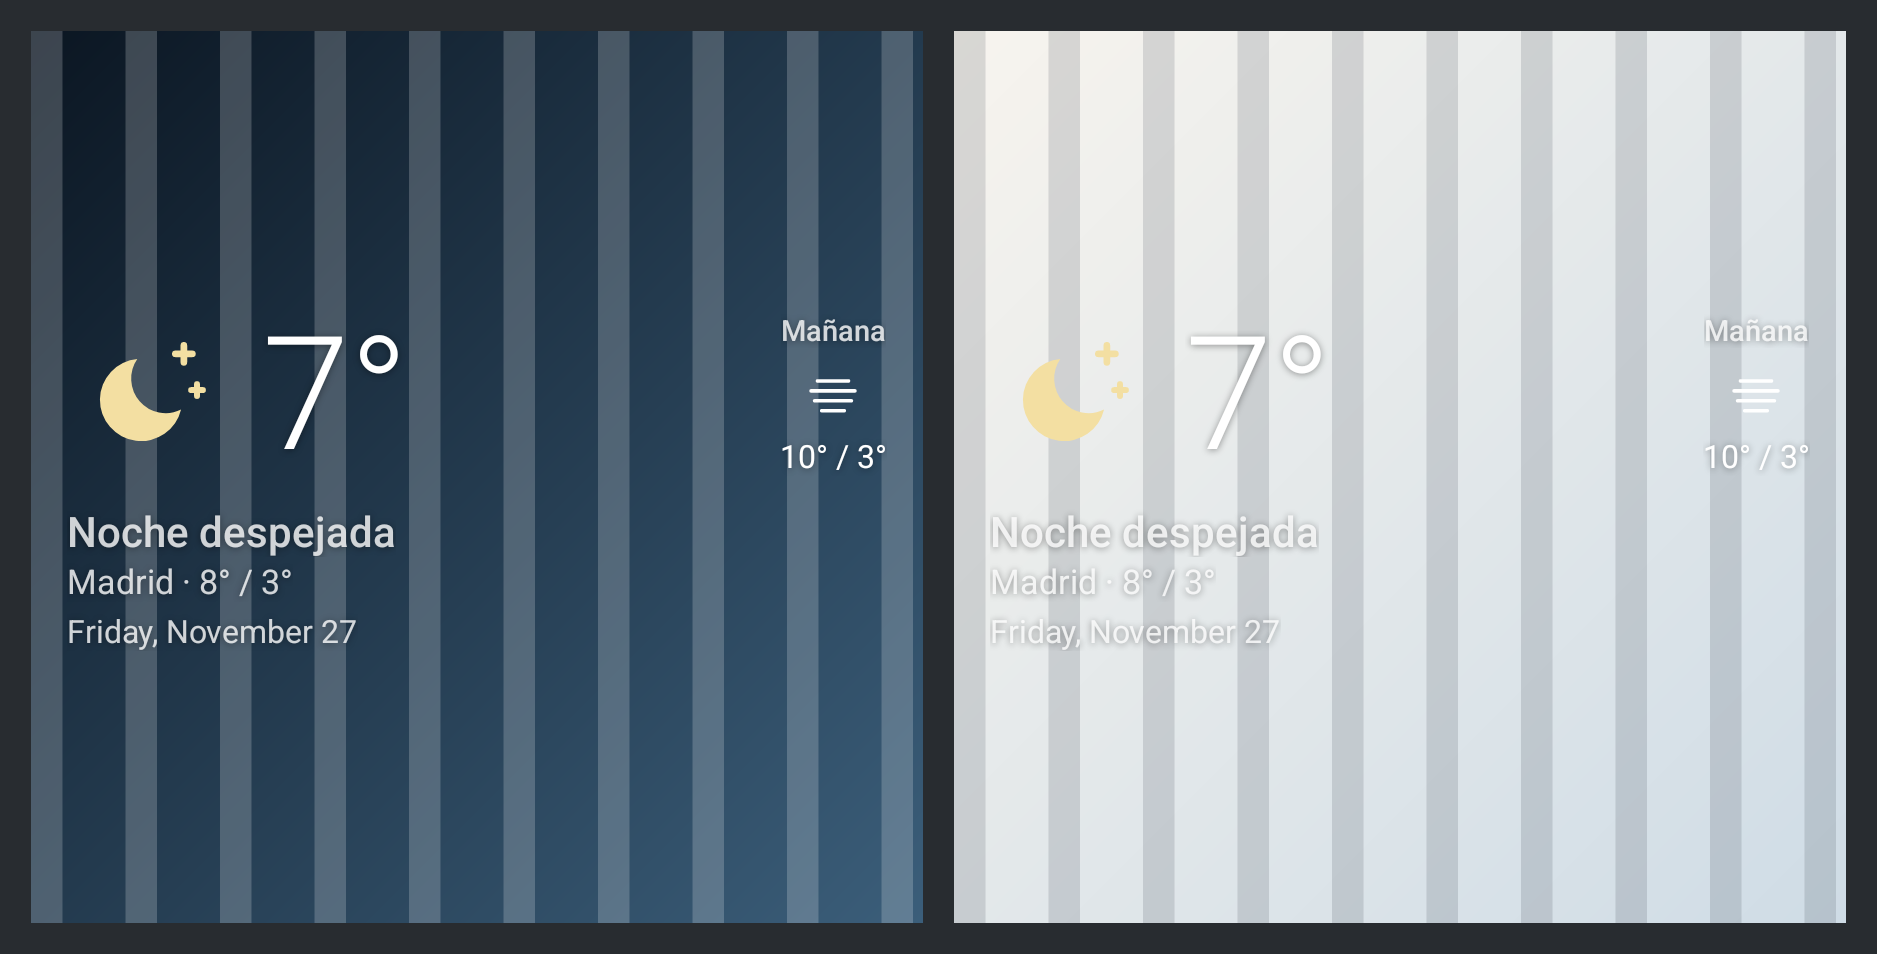 7°
Mañana
10° / 3°
Noche despejada
Madrid · 8° / 3°
Friday, November 27
7°
Mañana
10° / 3°
Noche despejada
Madrid · 8° / 3°
Friday, November 27